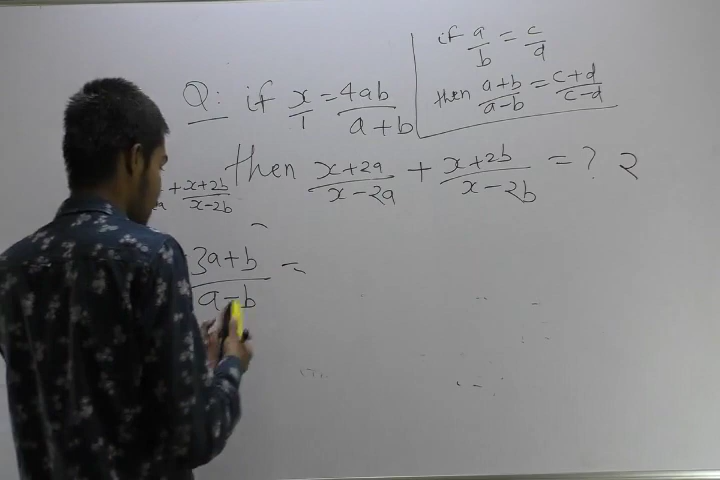 if a/b = c/d
then a+b/a-b = c+d/c-d
Q: if x/1 = 4ab/a+b
then x+2a/x-2a + x+2b/x-2b = ? 2
a + x+2b/x-2b
3a+b/a-b =